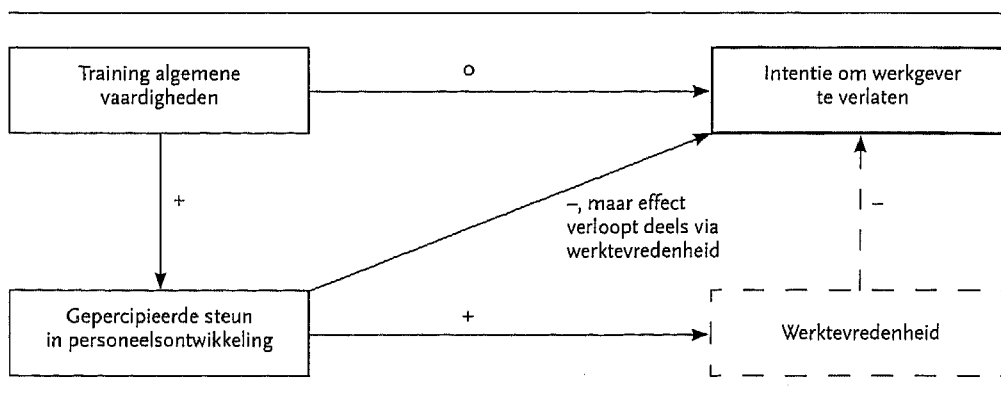 Training algemene
vaardigheden
o
Intentie om werkgever
te verlaten
+
–, maar effect
verloopt deels via
werktevredenheid
–
Gepercipieerde steun
in personeelsontwikkeling
+
Werktevredenheid